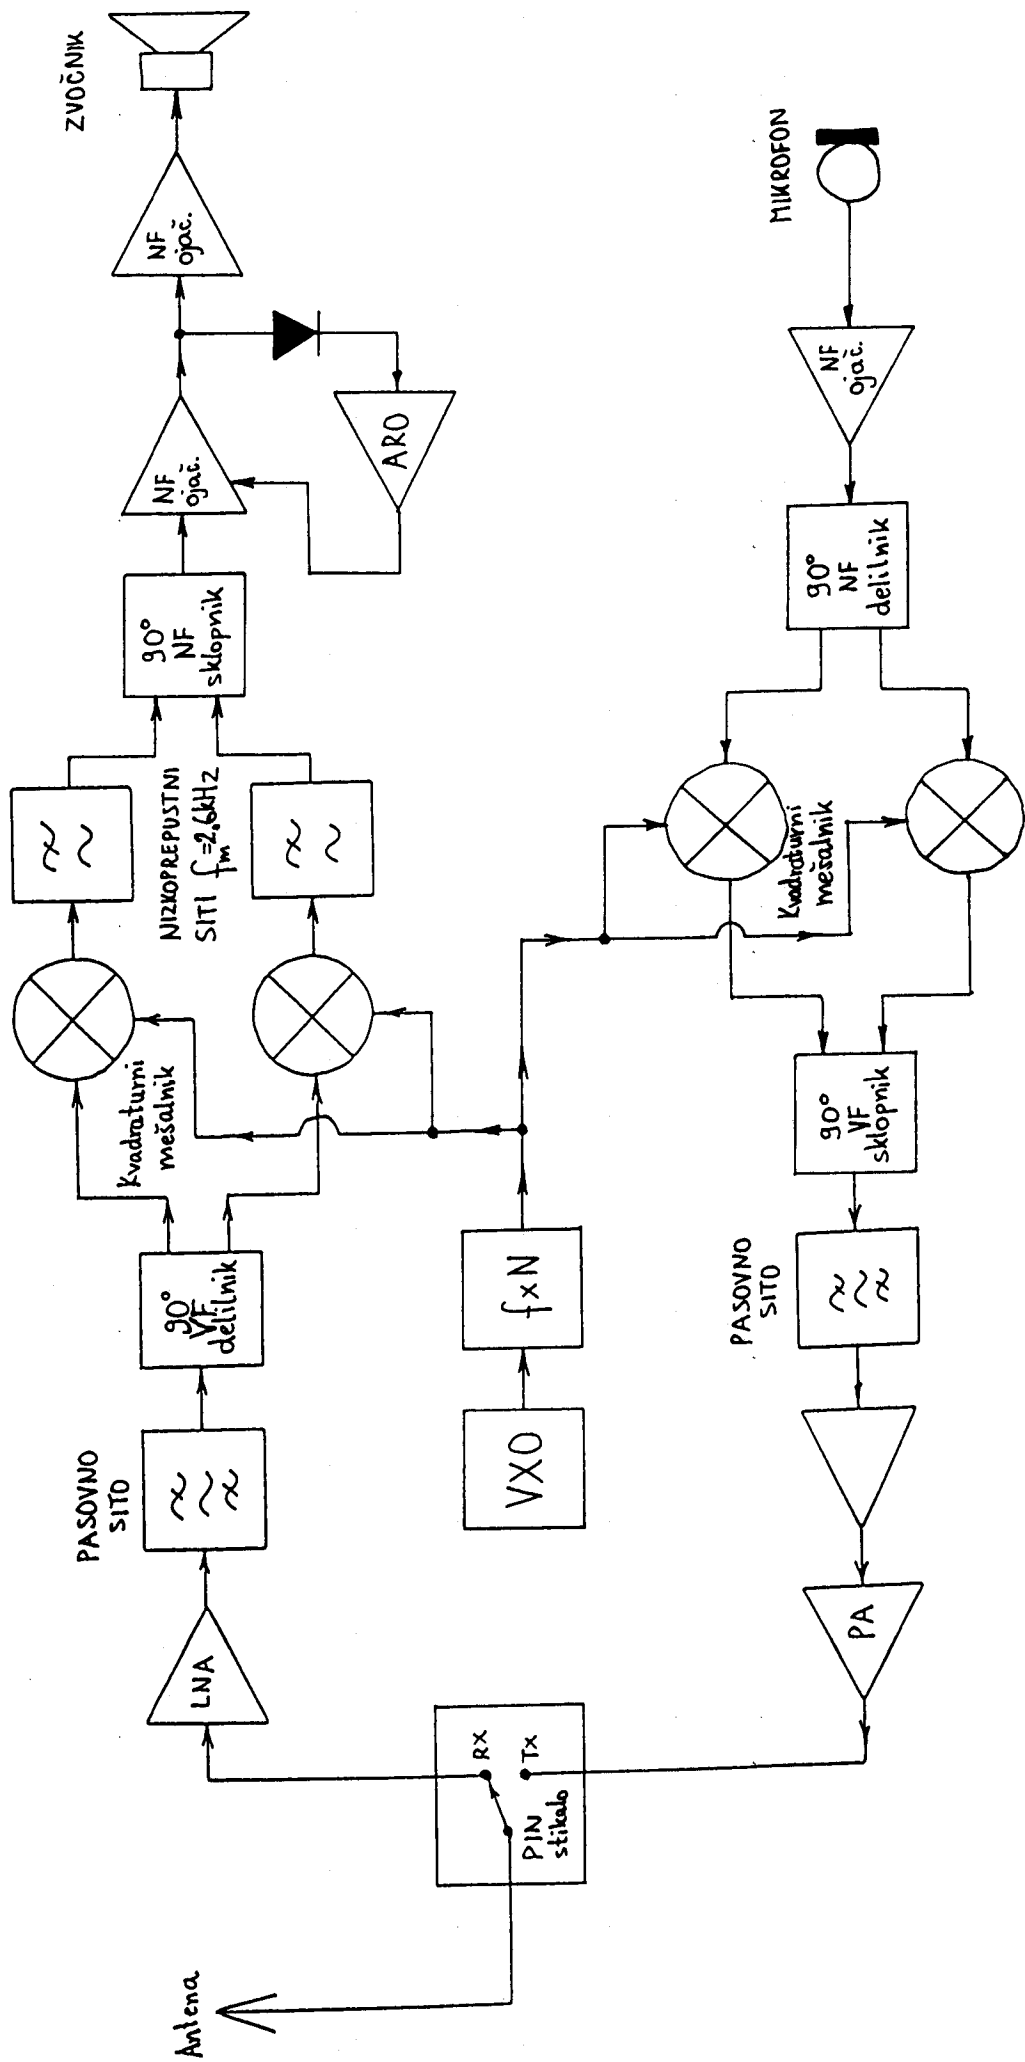 Antena
PIN
stikalo
RX
TX
LNA
PASOVNO
SITO
90°
VF
delilnik
Kvadraturni
mešalnik
NIZKOPREPUSTNI
SITI fm=2.6kHz
90°
NF
sklopnik
NF
ojač.
ARO
NF
ojač.
ZVOČNIK
VXO
f×N
MIKROFON
NF
ojač.
90°
NF
delilnik
Kvadraturni
mešalnik
90°
VF
sklopnik
PASOVNO
SITO
PA